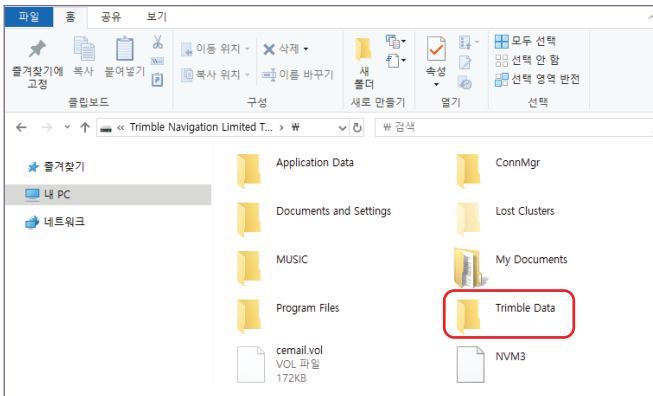 파일 홈 공유 보기
즐겨찾기에 고정
복사
붙여넣기
이동 위치
복사 위치
삭제
이름 바꾸기
새 폴더
속성
모두 선택
선택 안 함
선택 영역 반전
클립보드 구성 새로 만들기 열기 선택
« Trimble Navigation Limited T... › ₩
₩ 검색
즐겨찾기
내 PC
네트워크
Application Data ConnMgr
Documents and Settings Lost Clusters
MUSIC My Documents
Program Files Trimble Data
cemail.vol NVM3
VOL 파일
172KB